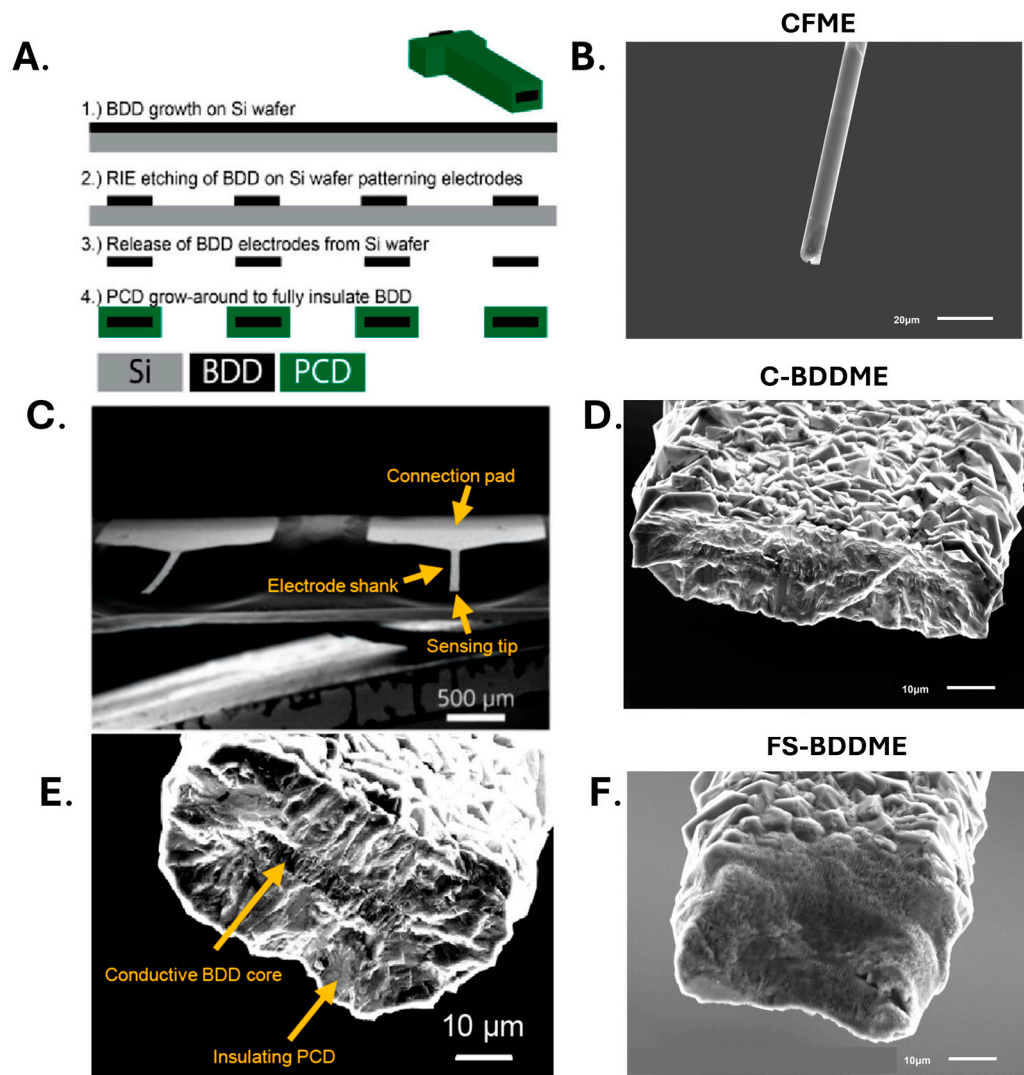 A.
1.) BDD growth on Si wafer
2.) RIE etching of BDD on Si wafer patterning electrodes
3.) Release of BDD electrodes from Si wafer
4.) PCD grow-around to fully insulate BDD
Si BDD PCD
CFME
B.
20µm
C.
Connection pad
Electrode shank
Sensing tip
500 µm
C-BDDME
D.
10µm
E.
Conductive BDD core
Insulating PCD
10 µm
FS-BDDME
F.
10µm